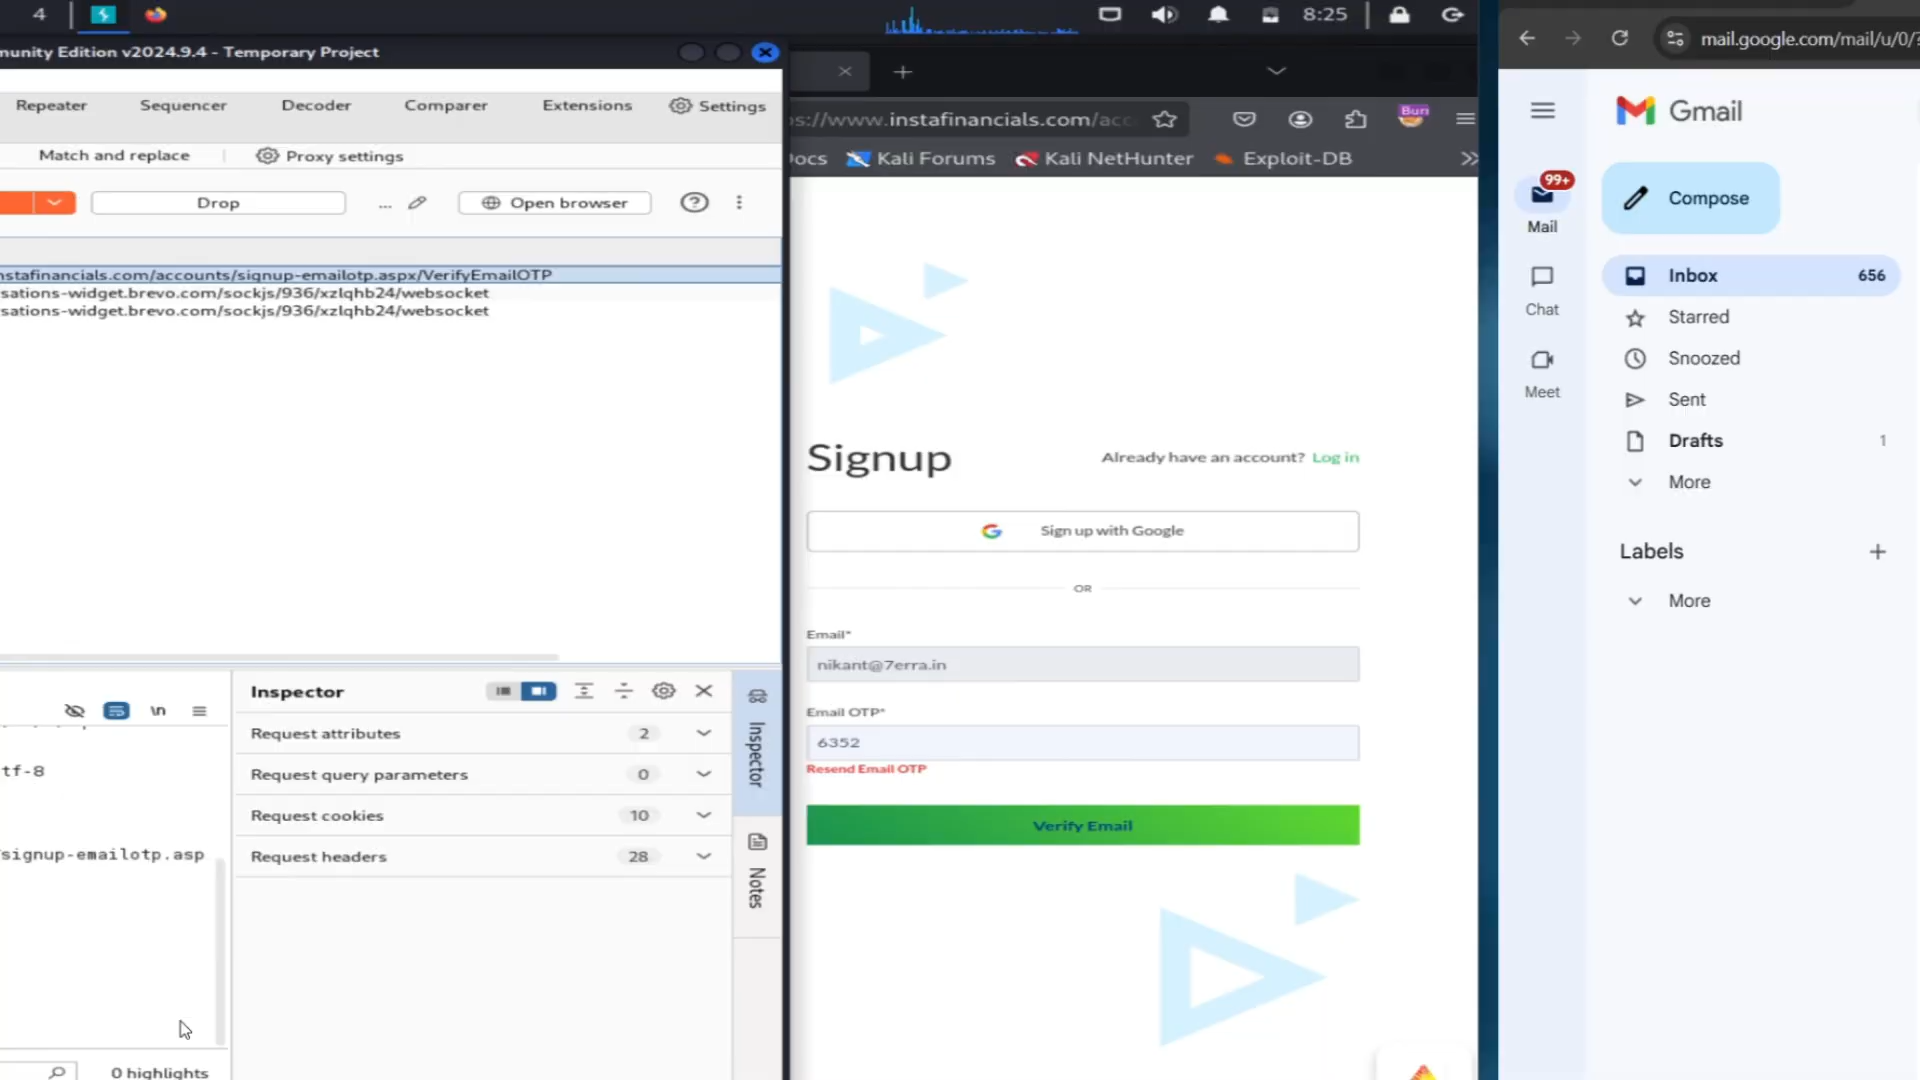 4
8:25
munity Edition v2024.9.4 - Temporary Project
Repeater Sequencer Decoder Comparer Extensions Settings
Match and replace Proxy settings
Drop ... Open browser
nstafinancials.com/accounts/signup-emailotp.aspx/VerifyEmailOTP
sations-widget.brevo.com/sockjs/936/xzlqhb24/websocket
sations-widget.brevo.com/sockjs/936/xzlqhb24/websocket
\n
tf-8
/signup-emailotp.asp
0 highlights
Inspector
Request attributes 2
Request query parameters 0
Request cookies 10
Request headers 28
Inspector
Notes
ps://www.instafinancials.com/acc
Burp
Docs Kali Forums Kali NetHunter Exploit-DB
Signup
Already have an account? Log in
Sign up with Google
OR
Email*
nikant@7erra.in
Email OTP*
6352
Resend Email OTP
Verify Email
mail.google.com/mail/u/0/?
Gmail
99+
Mail
Chat
Meet
Compose
Inbox 656
Starred
Snoozed
Sent
Drafts 1
More
Labels
More